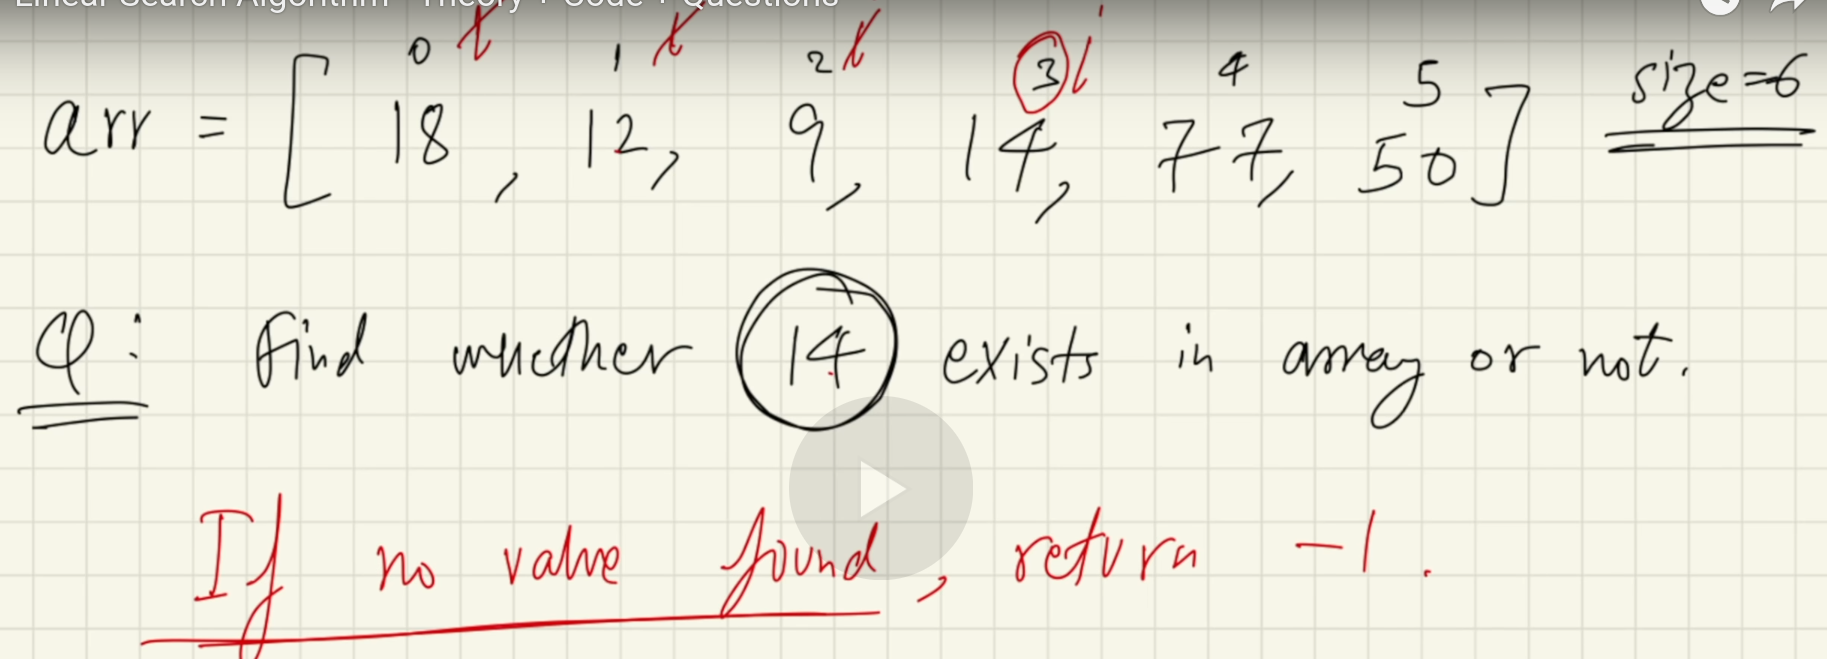 Linear Search Algorithm - Theory + Code + Questions
0 i 1 i 2 i 3 i 4 5
arr = [ 18, 12, 9, 14, 77, 50 ] size=6
Q: Find whether 14 exists in array or not.
If no value found, return -1.